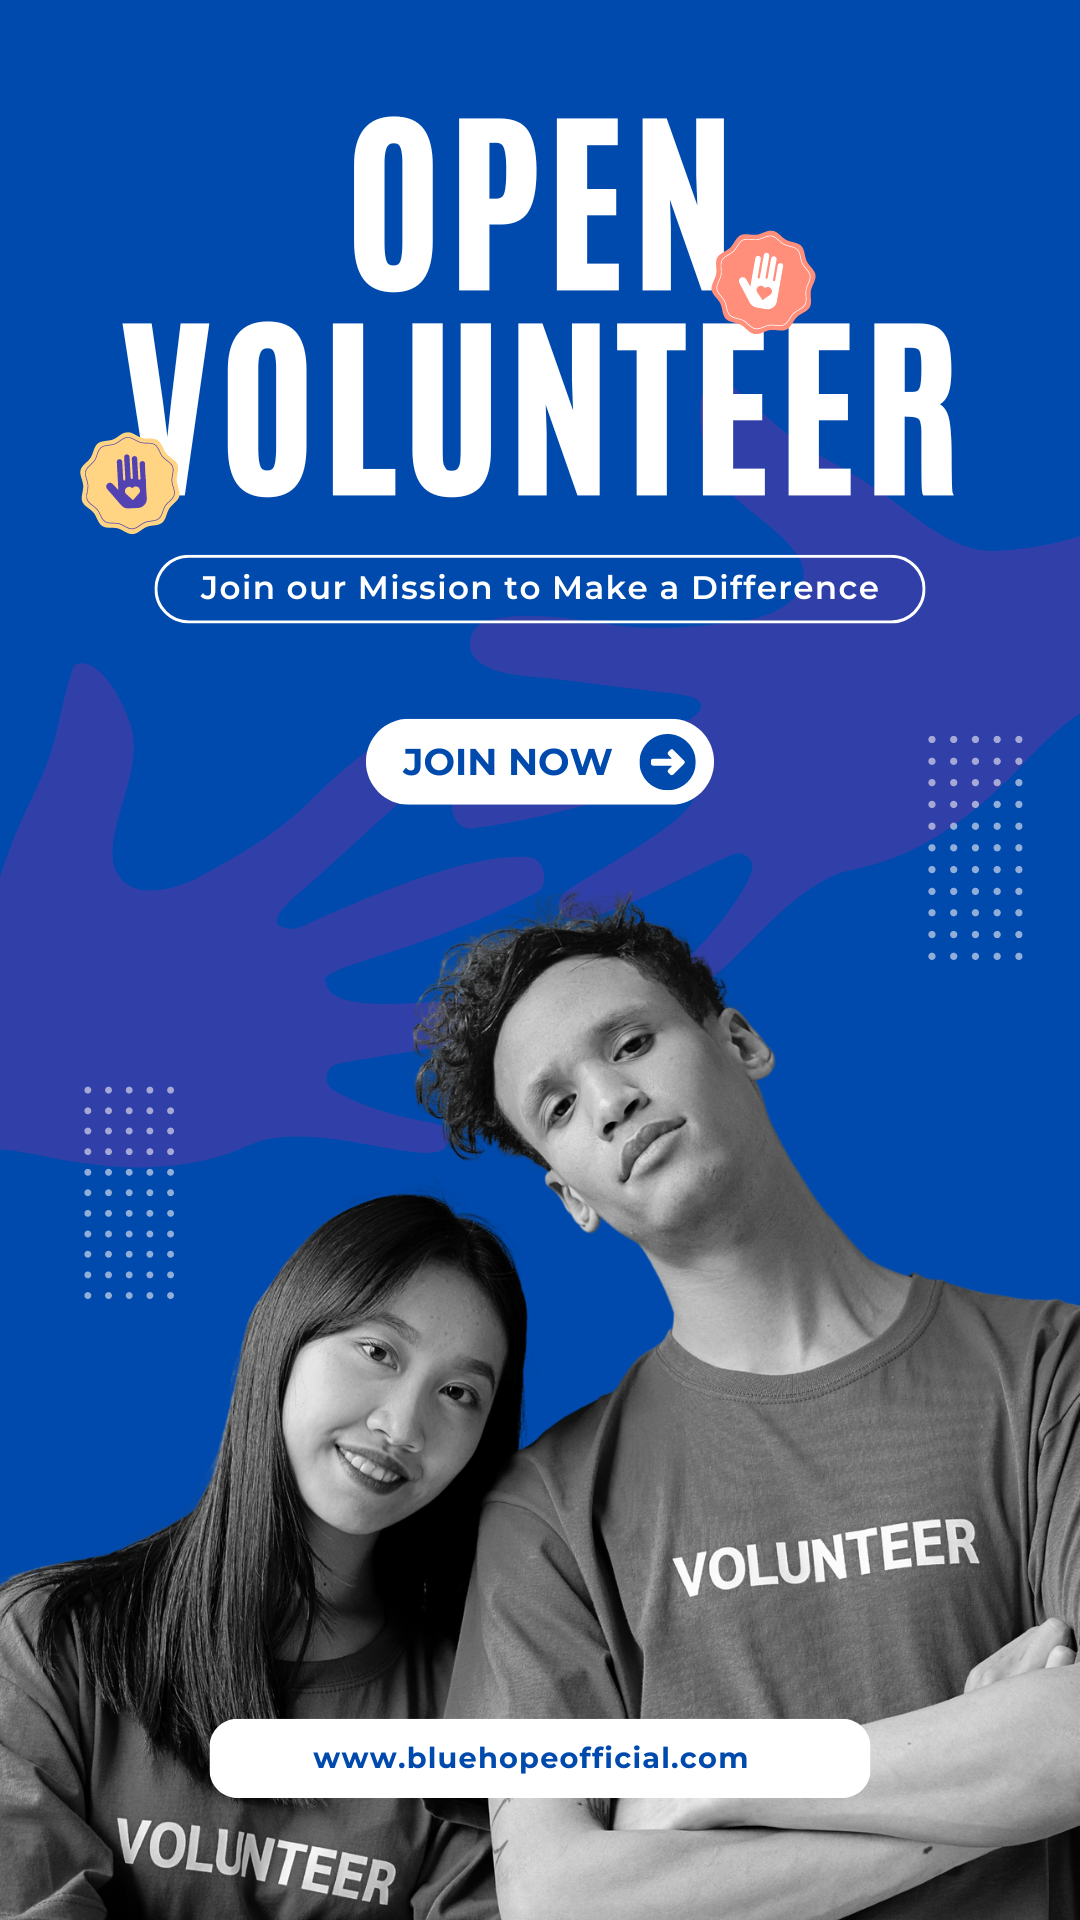 OPEN
VOLUNTEER
Join our Mission to Make a Difference
JOIN NOW
VOLUNTEER
www.bluehopeofficial.com
VOLUNTEER